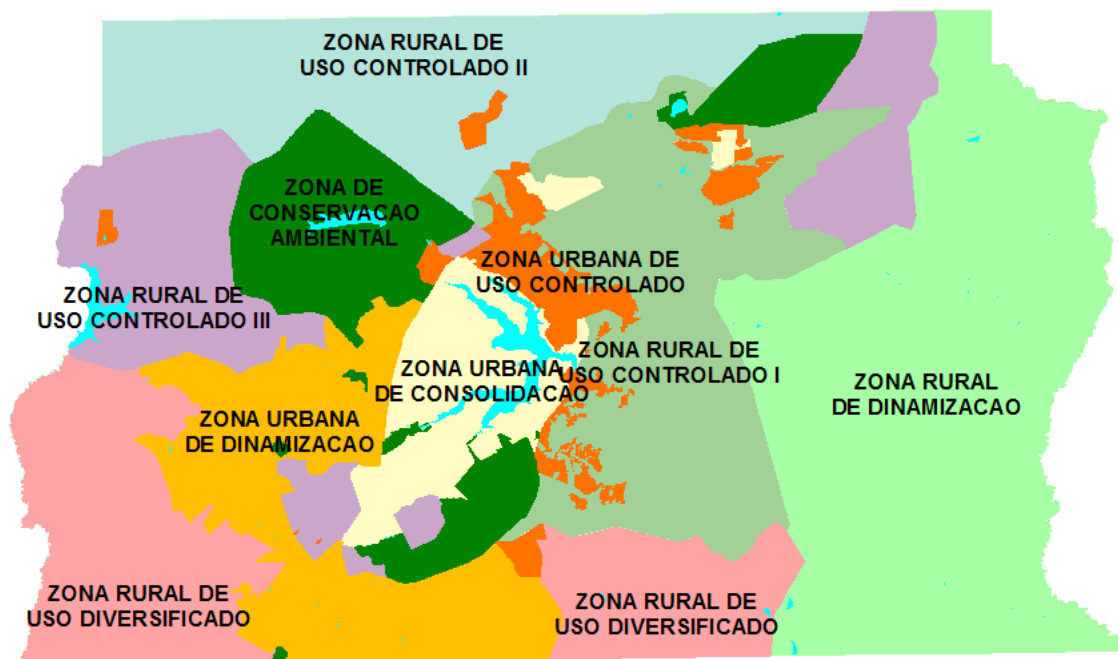 ZONA RURAL DE
USO CONTROLADO II
ZONA DE
CONSERVACAO
AMBIENTAL
ZONA URBANA DE
USO CONTROLADO
ZONA RURAL DE
USO CONTROLADO III
ZONA RURAL DE
USO CONTROLADO I
ZONA URBANA
DE CONSOLIDACAO
ZONA RURAL
DE DINAMIZACAO
ZONA URBANA
DE DINAMIZACAO
ZONA RURAL DE
USO DIVERSIFICADO
ZONA RURAL DE
USO DIVERSIFICADO